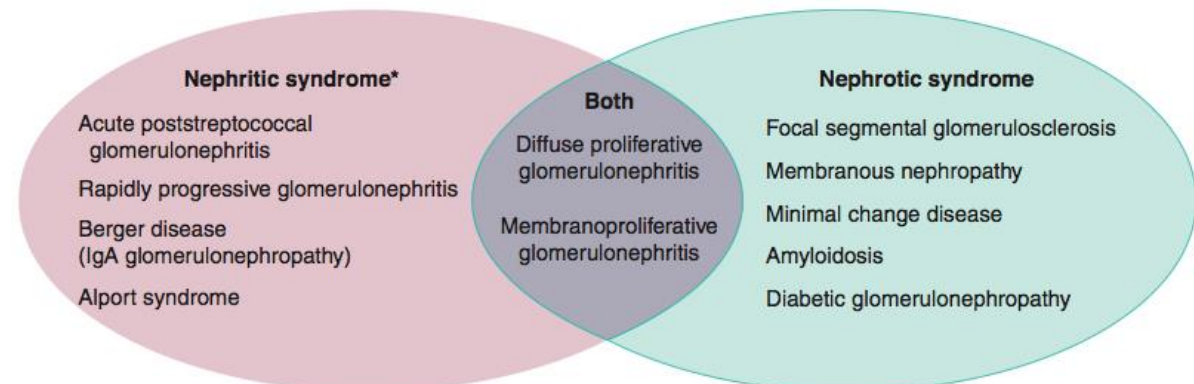 Nephritic syndrome*
Acute poststreptococcal
glomerulonephritis
Rapidly progressive glomerulonephritis
Berger disease
(IgA glomerulonephropathy)
Alport syndrome
Both
Diffuse proliferative
glomerulonephritis
Membranoproliferative
glomerulonephritis
Nephrotic syndrome
Focal segmental glomerulosclerosis
Membranous nephropathy
Minimal change disease
Amyloidosis
Diabetic glomerulonephropathy